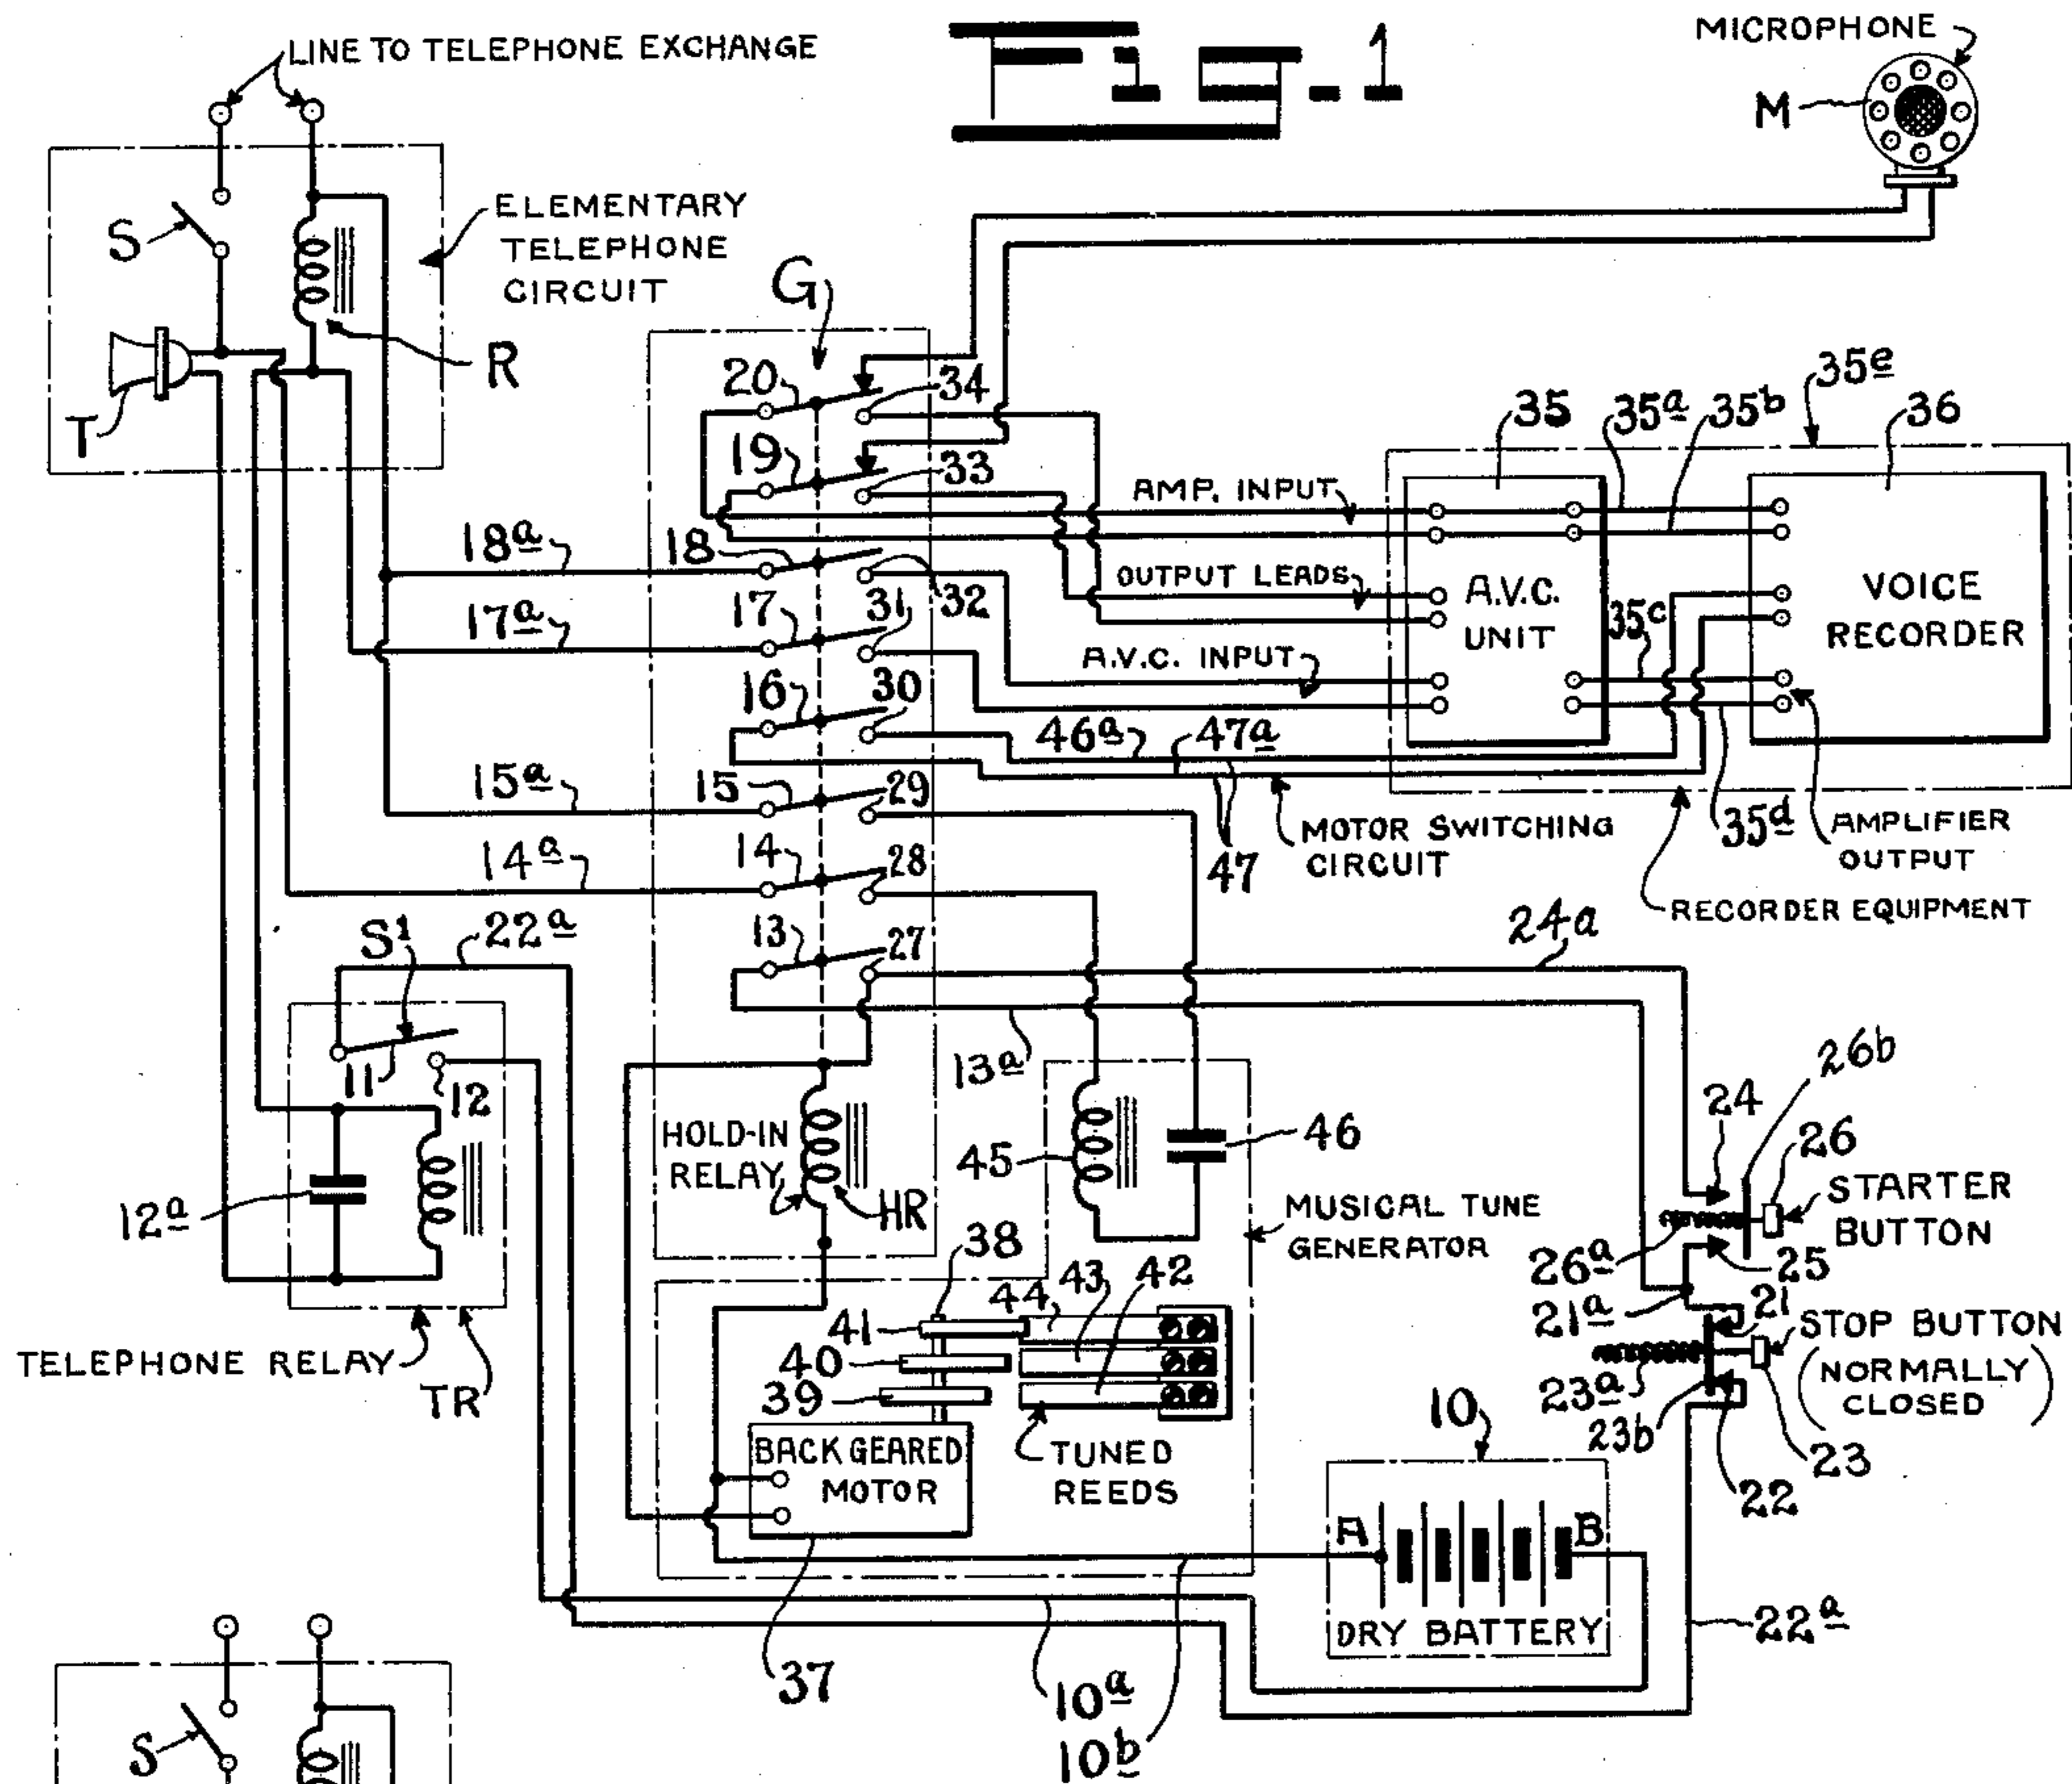 Fig-1
LINE TO TELEPHONE EXCHANGE
MICROPHONE
M
S
ELEMENTARY
TELEPHONE
CIRCUIT
R
T
G
20
34
19
33
18a
18
32
17a
17
31
16
30
46a
47a
15a
15
29
14a
14
28
47
13
27
AMP. INPUT
OUTPUT LEADS
A.V.C. INPUT
35
35a
35b
35e
36
A.V.C.
UNIT
35c
VOICE
RECORDER
35d
AMPLIFIER
OUTPUT
MOTOR SWITCHING
CIRCUIT
RECORDER EQUIPMENT
S1
22a
24a
13a
11
12
12a
TELEPHONE RELAY
TR
HOLD-IN
RELAY
HR
45
46
MUSICAL TUNE
GENERATOR
26b
24
26
STARTER
BUTTON
26a
25
21a
21
STOP BUTTON
(NORMALLY
CLOSED)
23a
23b
22
23
38
44
43
42
41
40
39
TUNED
REEDS
BACK GEARED
MOTOR
37
10
A
B
DRY BATTERY
22a
10a
10b
S